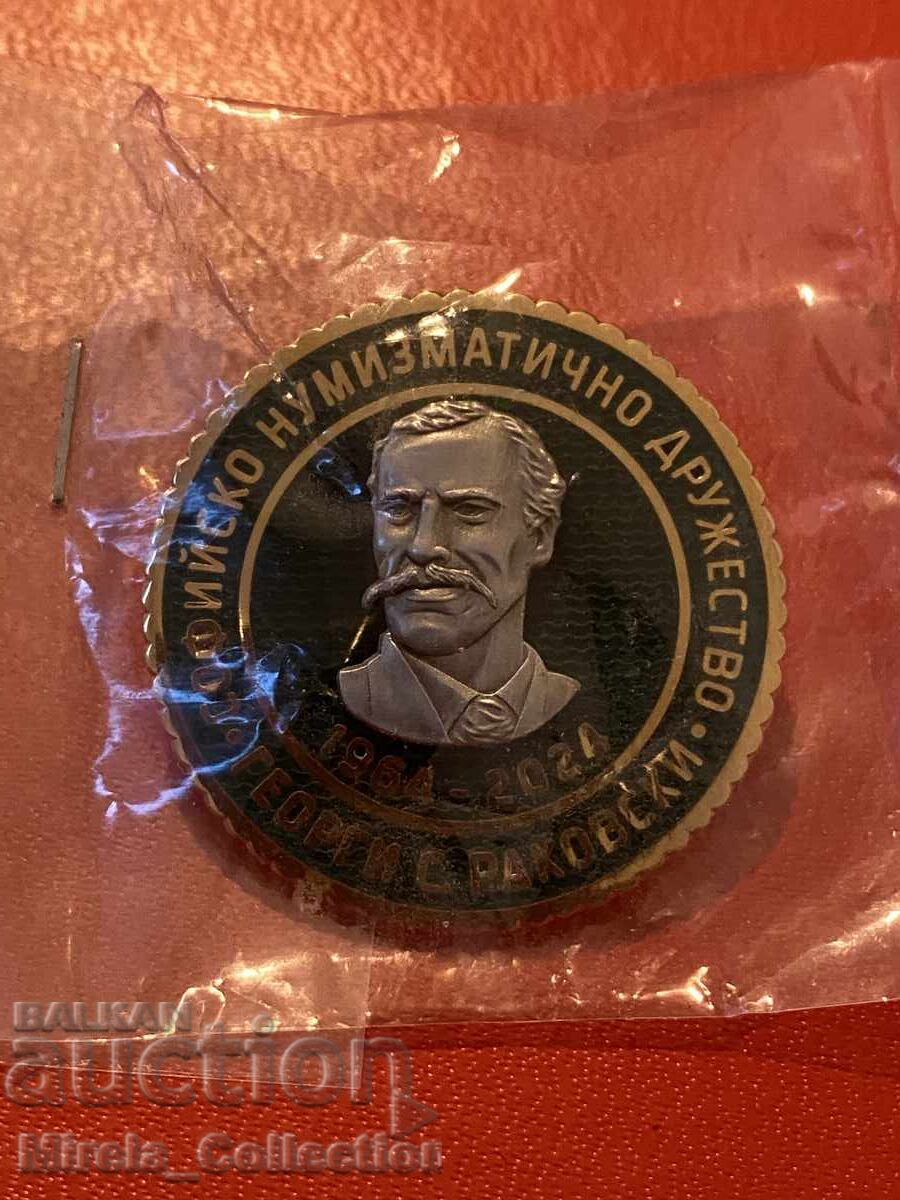 СОФИЙСКО НУМИЗМАТИЧНО ДРУЖЕСТВО •
1964 - 2024
• ГЕОРГИ С. РАКОВСКИ
BALKAN
auction
Mirela_Collection